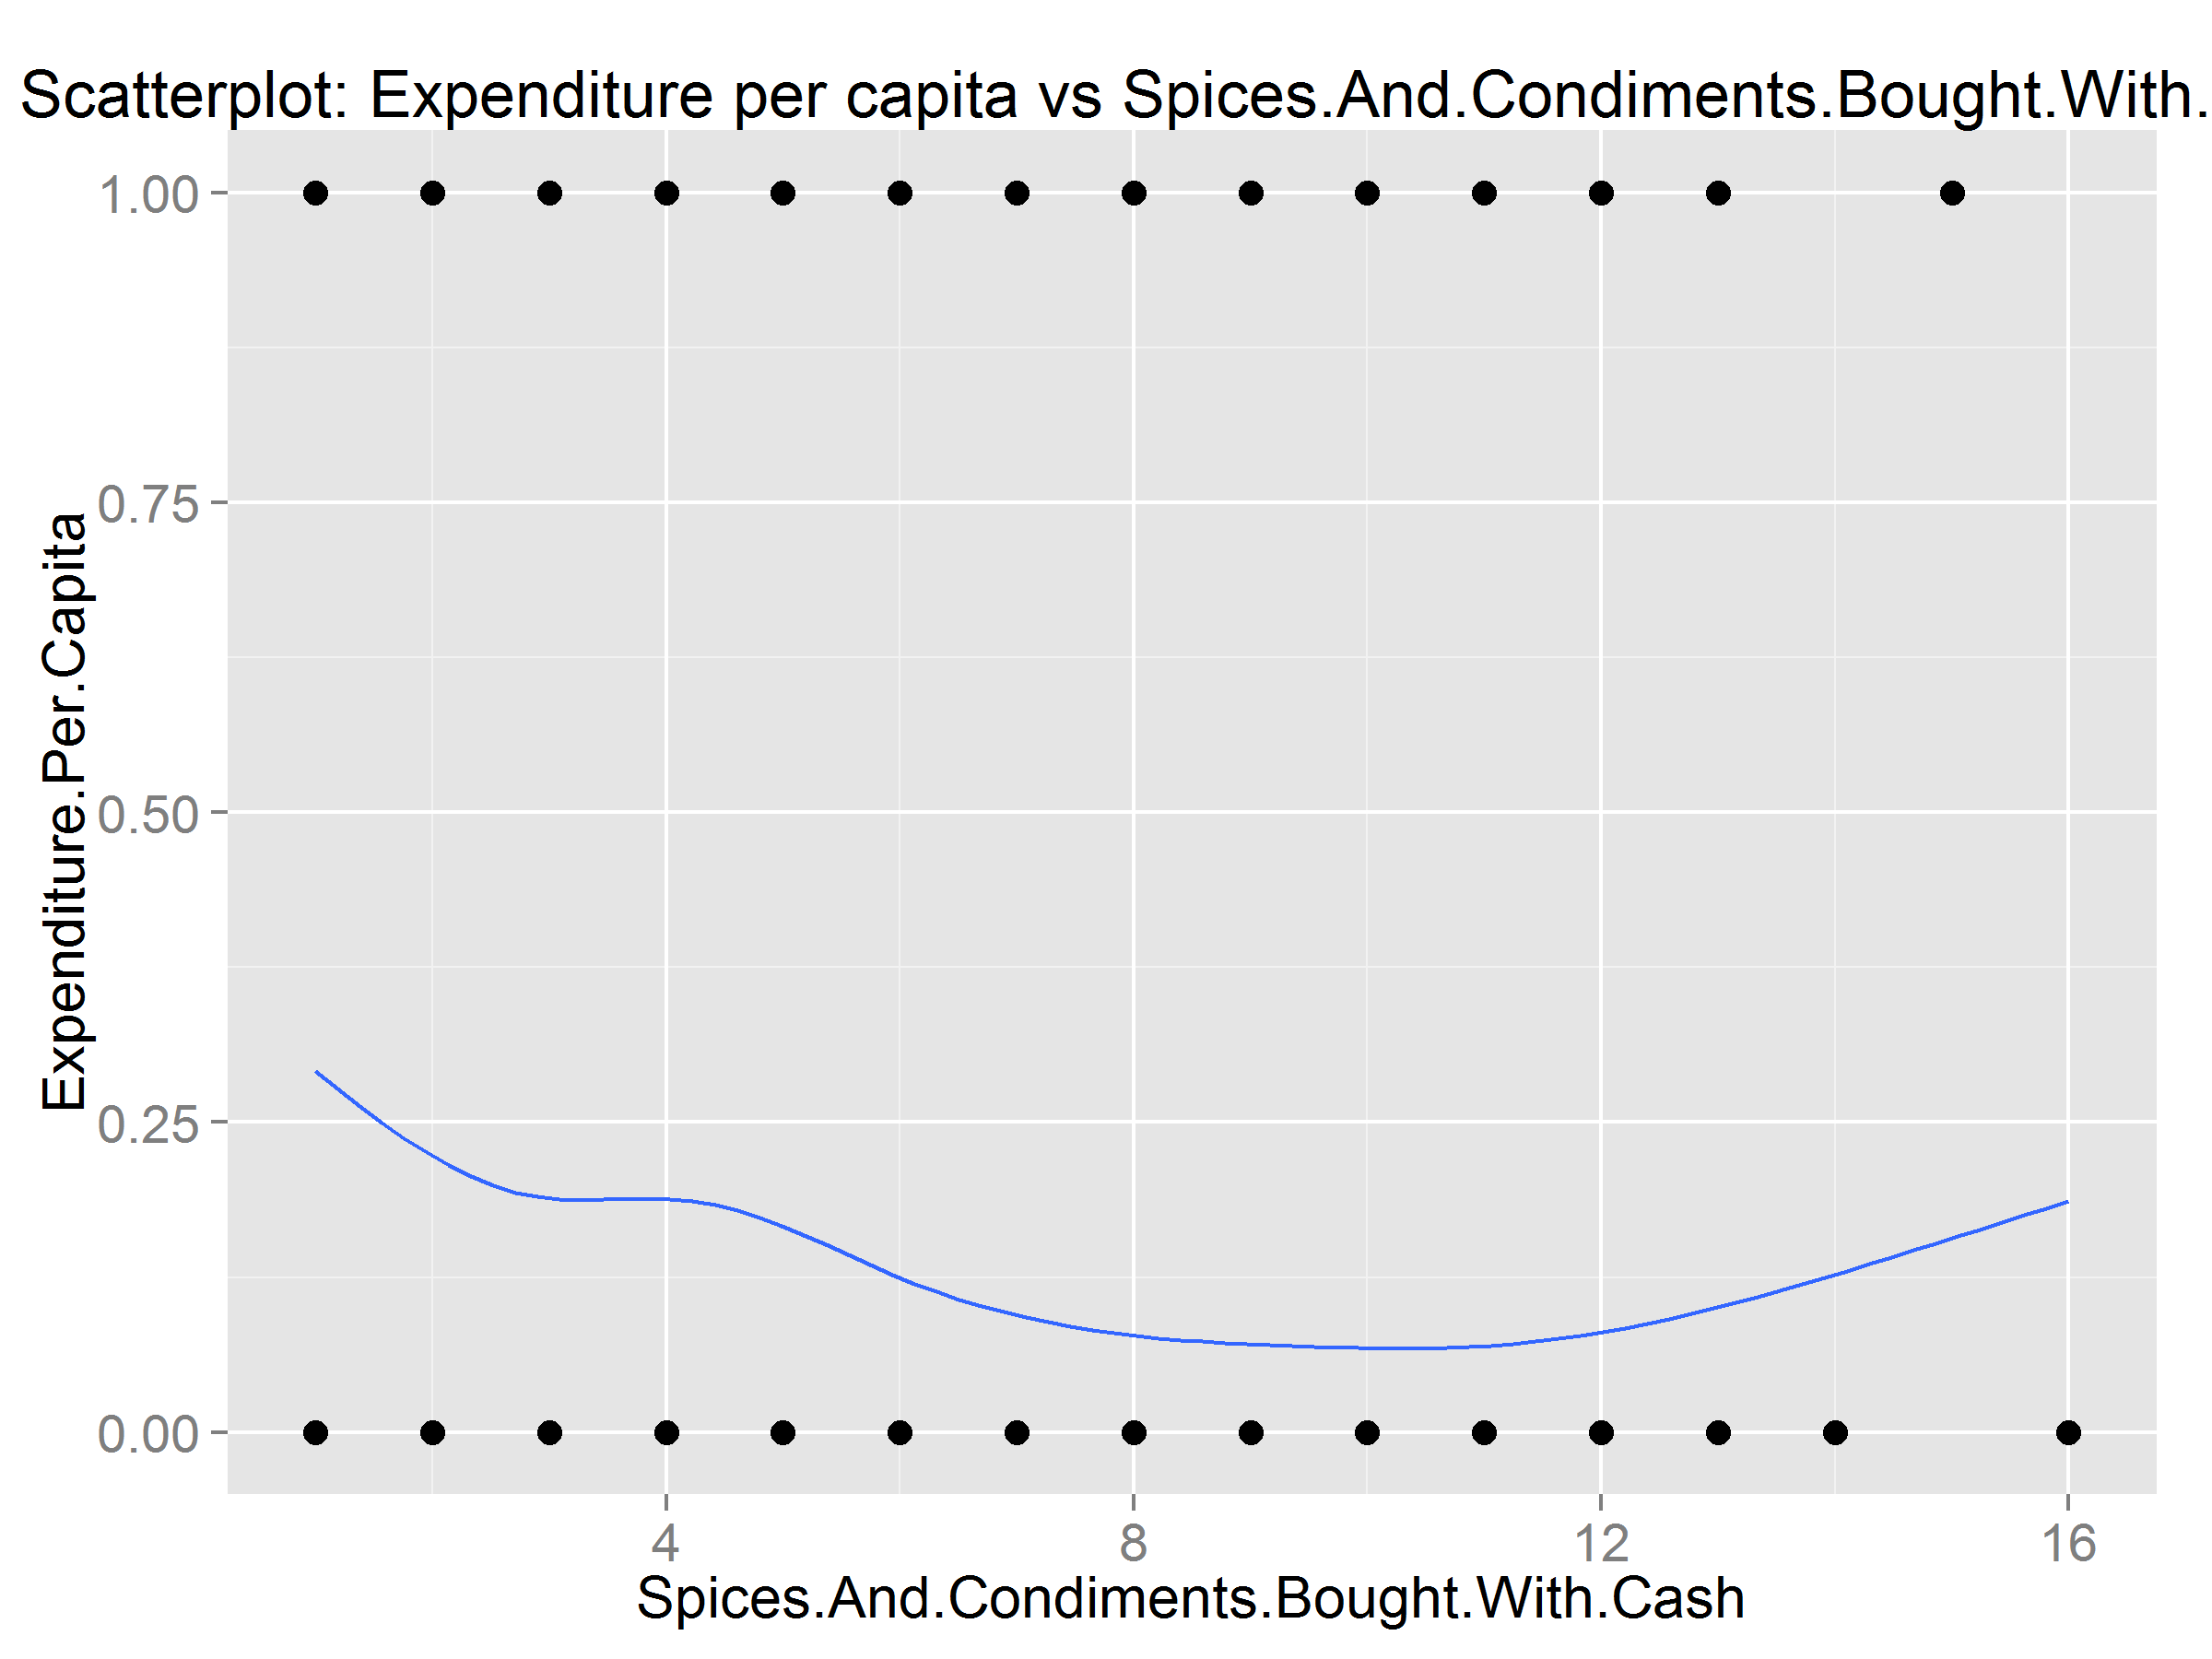 Scatterplot: Expenditure per capita vs Spices.And.Condiments.Bought.With.
1.00
0.75
0.50
0.25
0.00
Expenditure.Per.Capita
4 8 12 16
Spices.And.Condiments.Bought.With.Cash